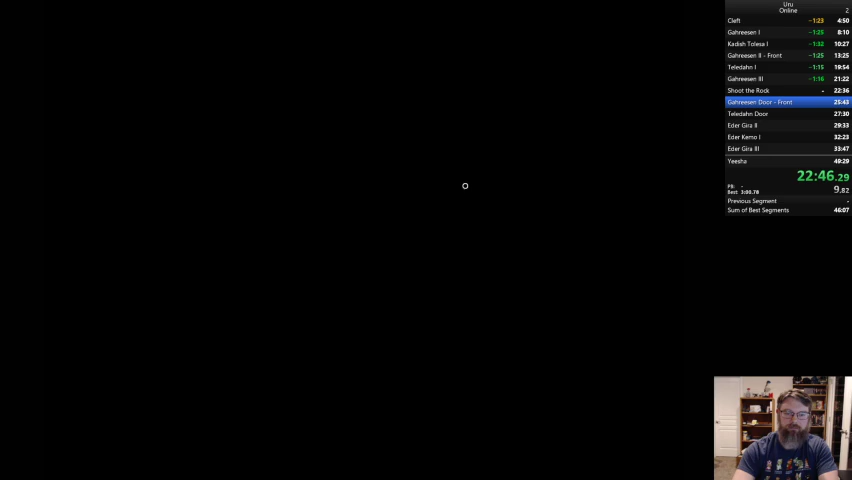 Uru
Online 2
Cleft −1:23 4:50
Gahreesen I −1:25 8:10
Kadish Tolesa I −1:32 10:27
Gahreesen II - Front −1:25 13:25
Teledahn I −1:15 19:54
Gahreesen III −1:16 21:22
Shoot the Rock - 22:36
Gahreesen Door - Front 25:43
Teledahn Door 27:30
Eder Gira II 29:33
Eder Kemo I 32:23
Eder Gira III 33:47
Yeesha 49:29
22:46.29
PB: -
Best 3:00.78 9.82
Previous Segment -
Sum of Best Segments 46:07